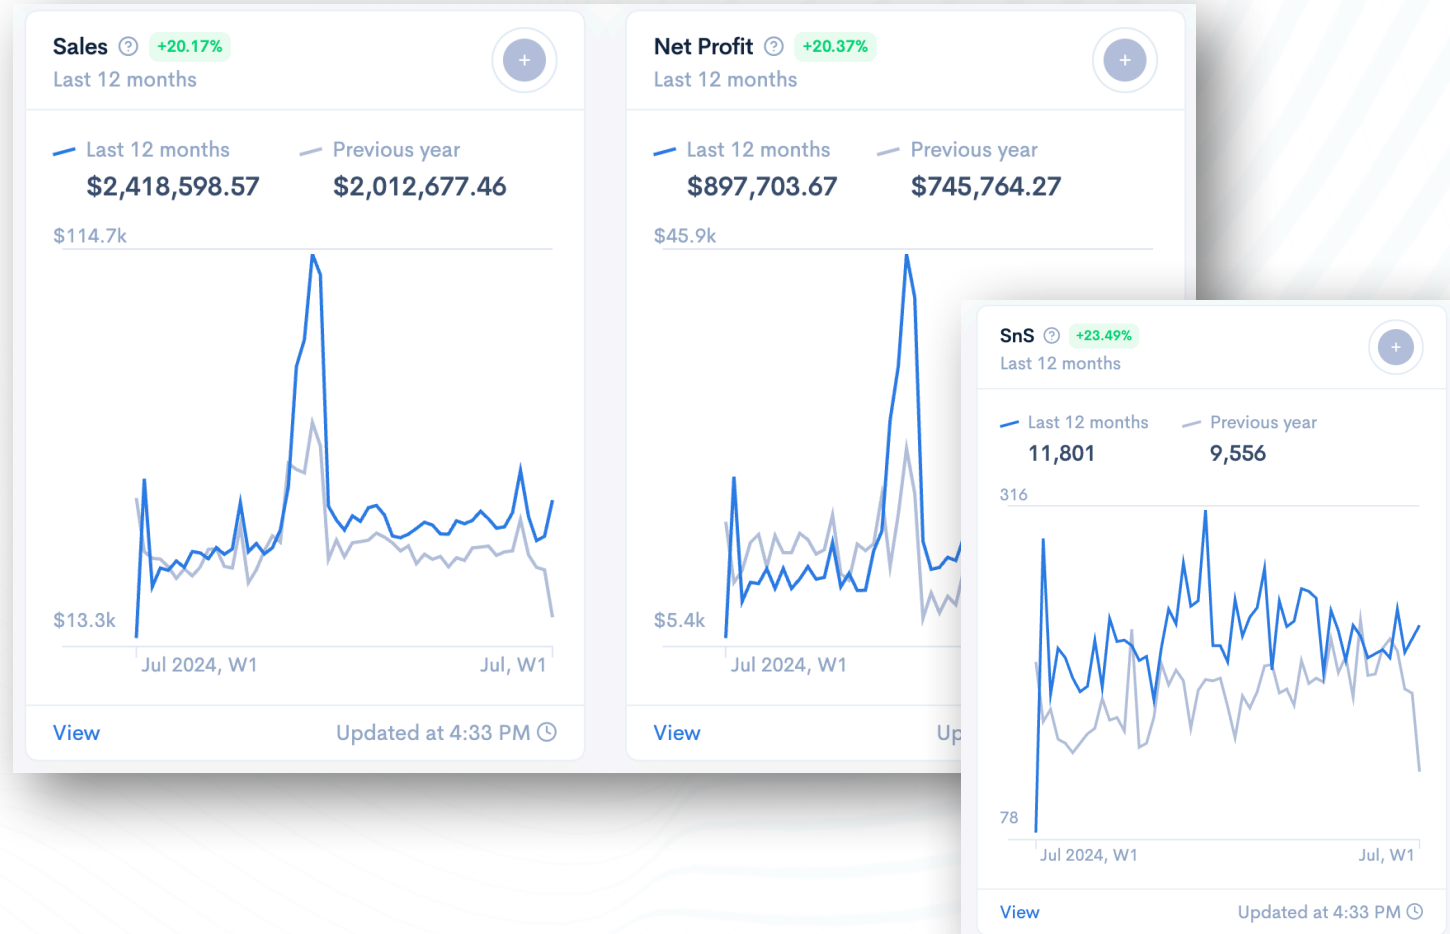 Sales ? +20.17%
Last 12 months
+
Last 12 months
$2,418,598.57
Previous year
$2,012,677.46
$114.7k
$13.3k
Jul 2024, W1
Jul, W1
View
Updated at 4:33 PM
Net Profit ? +20.37%
Last 12 months
+
Last 12 months
$897,703.67
Previous year
$745,764.27
$45.9k
$5.4k
Jul 2024, W1
View
Up
SnS ? +23.49%
Last 12 months
+
Last 12 months
11,801
Previous year
9,556
316
78
Jul 2024, W1
Jul, W1
View
Updated at 4:33 PM